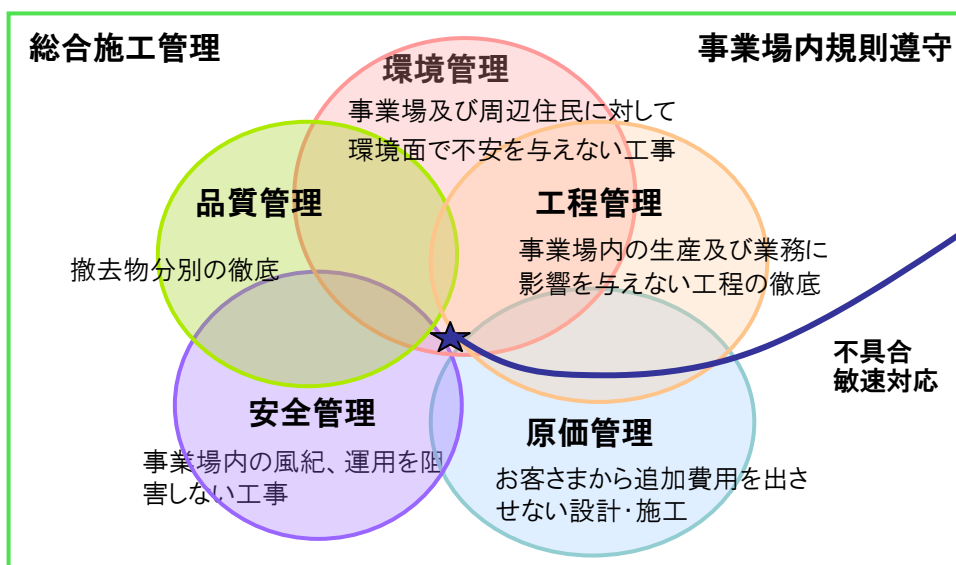 総合施工管理
事業場内規則遵守
環境管理
事業場及び周辺住民に対して
環境面で不安を与えない工事
品質管理
撤去物分別の徹底
工程管理
事業場内の生産及び業務に
影響を与えない工程の徹底
不具合
敏速対応
安全管理
事業場内の風紀、運用を阻
害しない工事
原価管理
お客さまから追加費用を出さ
せない設計・施工